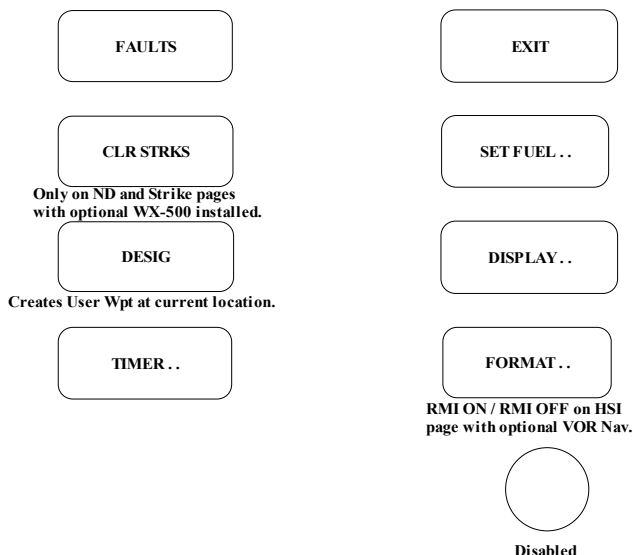 FAULTS
EXIT
CLR STRKS
SET FUEL . .
Only on ND and Strike pages
with optional WX-500 installed.
DESIG
DISPLAY . .
Creates User Wpt at current location.
TIMER . .
FORMAT . .
RMI ON / RMI OFF on HSI
page with optional VOR Nav.
Disabled